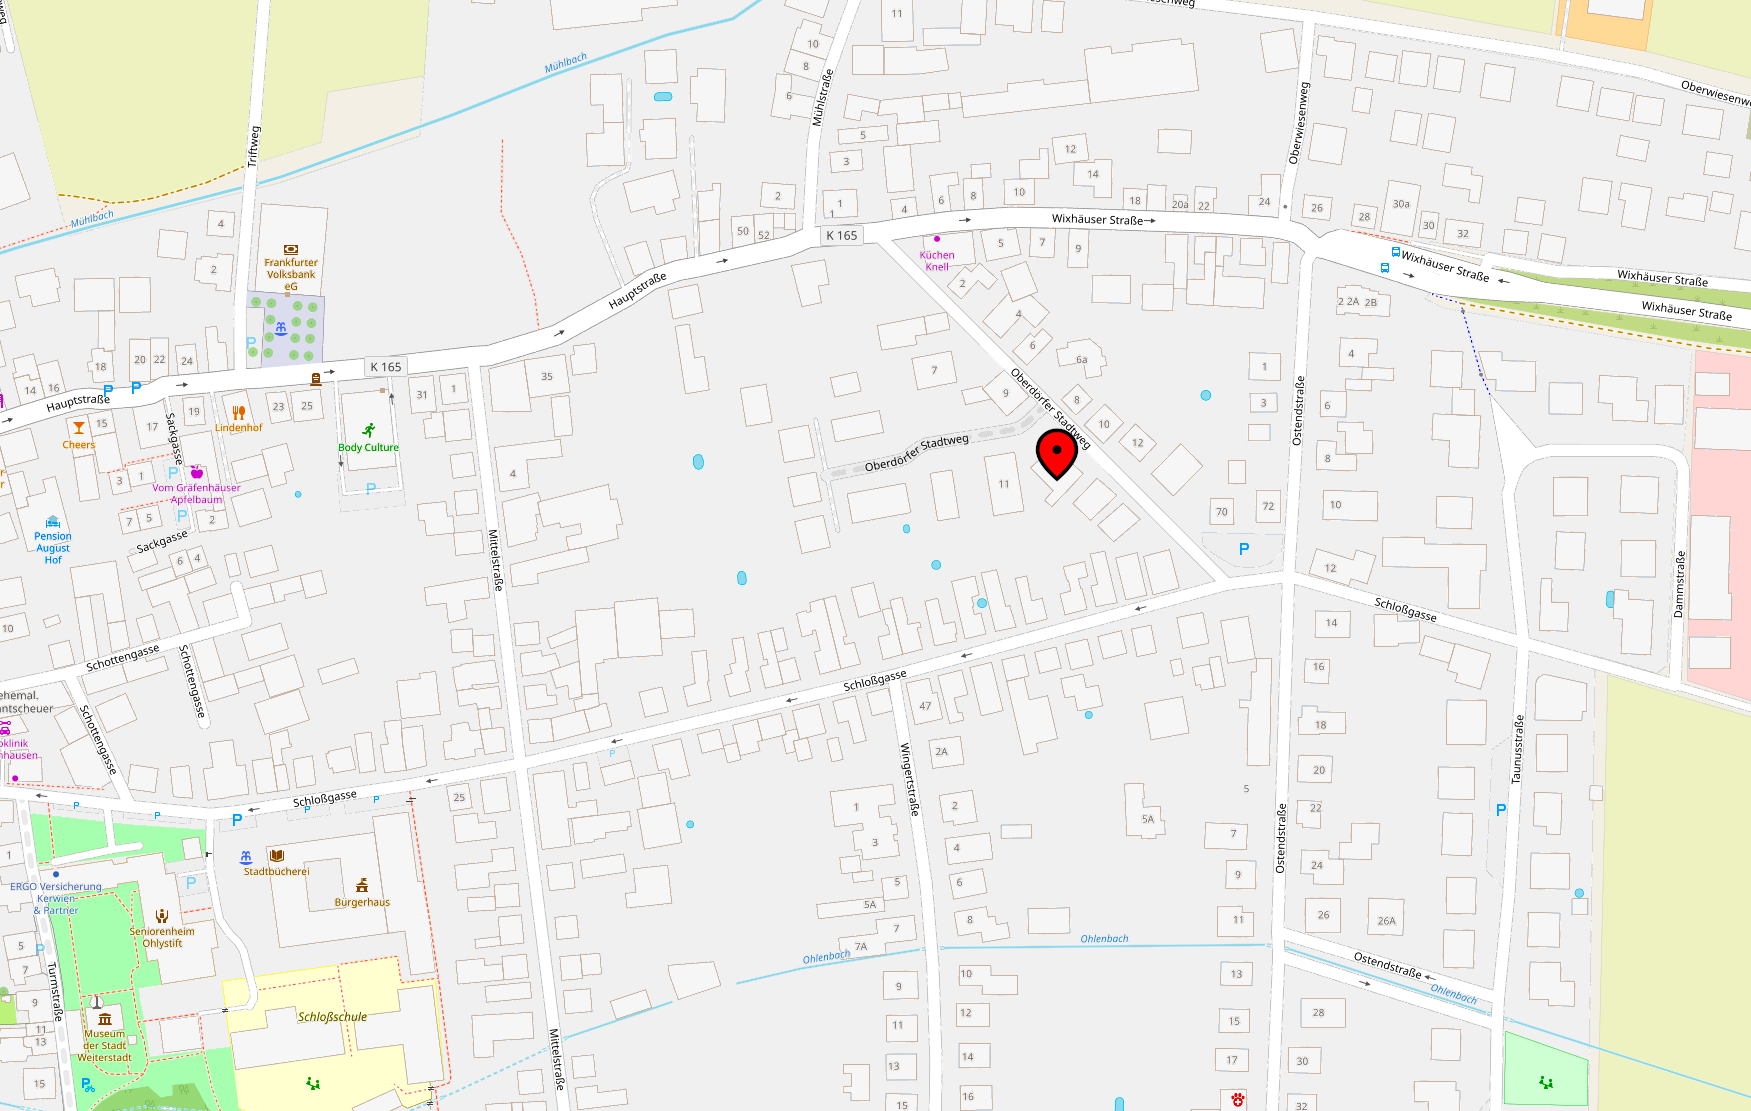 Oberwiesenweg
11
10
8
6
Mühlbach
Mühlstraße
5
3
12
14
Oberwiesenweg
Oberwiesenweg
Triftweg
Mühlbach
4
2
Frankfurter
Volksbank
eG
2
1
1
50
52
K 165
4
6
8
10
18
20a
22
24
26
28
30a
30
32
Wixhäuser Straße
Küchen
Knell
5
7
9
2
Wixhäuser Straße
Wixhäuser Straße
Wixhäuser Straße
Hauptstraße
2 2A 2B
4
6
6a
7
9
8
10
12
Oberdörfer Stadtweg
Oberdörfer Stadtweg
11
1
3
4
6
8
10
70
72
Ostendstraße
P
P
20
22
24
18
16
14
P
P
Hauptstraße
K 165
15
Cheers
17
19
Lindenhof
23
25
31
1
35
Body Culture
P
4
Sackgasse
3
1
P
Vom Gräfenhäuser
Apfelbaum
P
7
5
2
Sackgasse
6
4
Pension
August
Hof
Mittelstraße
12
14
16
18
20
22
24
26
26A
Schloßgasse
Dammstraße
Taunusstraße
P
10
Schottengasse
Schottengasse
Schottengasse
ehemal.
Schloßgasse
47
2A
2
4
6
8
Wingertstraße
P
P
P
P
P
P
P
Schloßgasse
25
1
3
5
5A
7
7A
5
5A
7
9
11
Ostendstraße
Stadtbücherei
Bürgerhaus
1
ERGO Versicherung
Kerwien
& Partner
P
Seniorenheim
Ohlystift
5
P
7
9
11
13
15
Turmstraße
Museum
der Stadt
Weiterstadt
P
Schloßschule
Mittelstraße
Ohlenbach
Ohlenbach
Ohlenbach
Ostendstraße
9
11
13
15
10
12
14
16
13
15
17
28
30
32